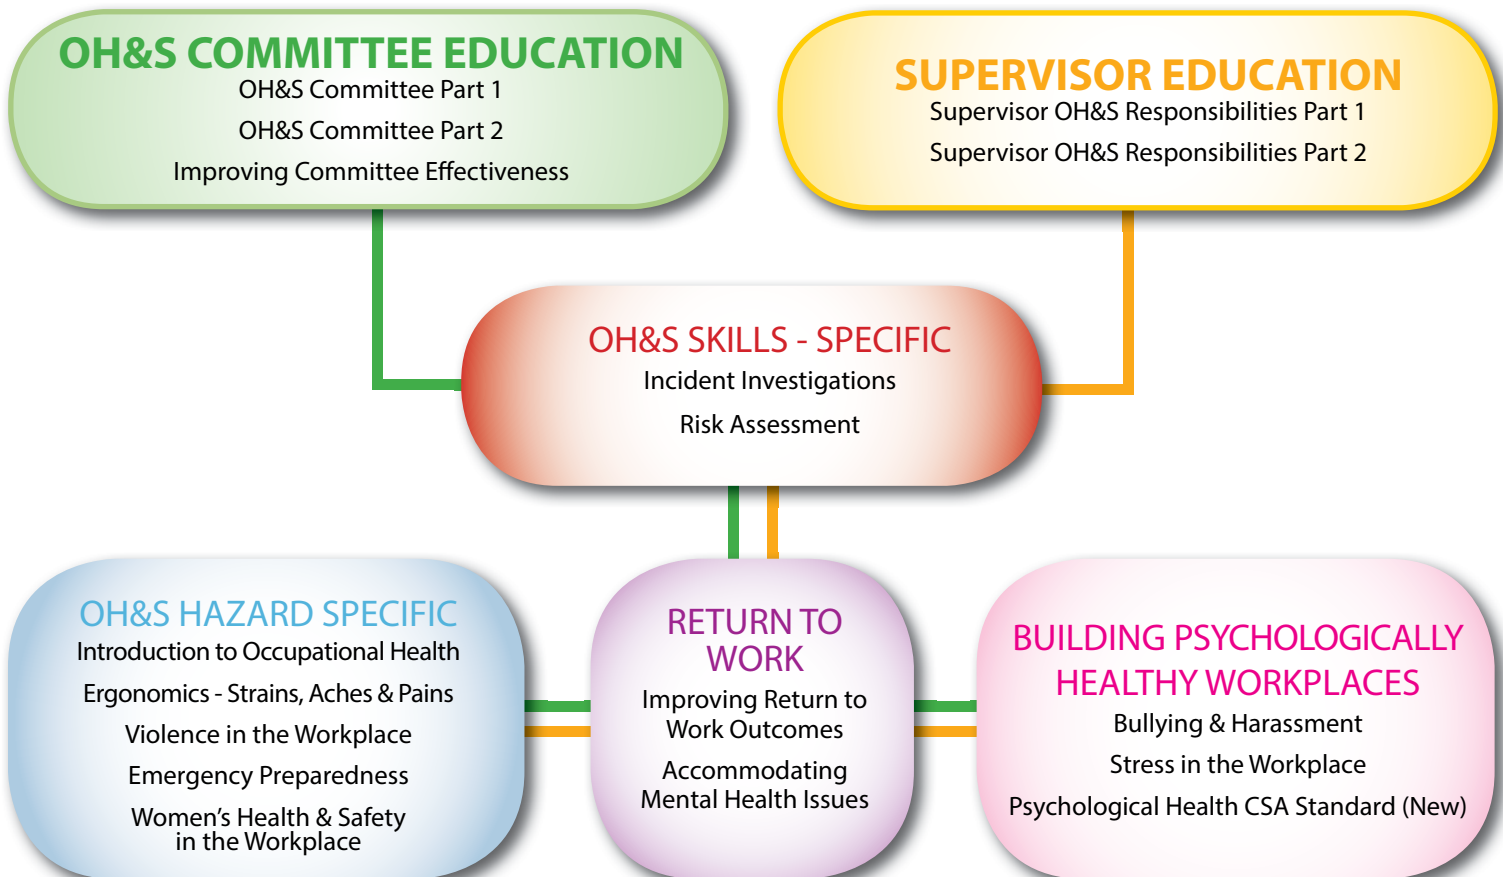 OH&S COMMITTEE EDUCATION
OH&S Committee Part 1
OH&S Committee Part 2
Improving Committee Effectiveness
SUPERVISOR EDUCATION
Supervisor OH&S Responsibilities Part 1
Supervisor OH&S Responsibilities Part 2
OH&S SKILLS - SPECIFIC
Incident Investigations
Risk Assessment
OH&S HAZARD SPECIFIC
Introduction to Occupational Health
Ergonomics - Strains, Aches & Pains
Violence in the Workplace
Emergency Preparedness
Women’s Health & Safety
in the Workplace
RETURN TO
WORK
Improving Return to
Work Outcomes
Accommodating
Mental Health Issues
BUILDING PSYCHOLOGICALLY
HEALTHY WORKPLACES
Bullying & Harassment
Stress in the Workplace
Psychological Health CSA Standard (New)